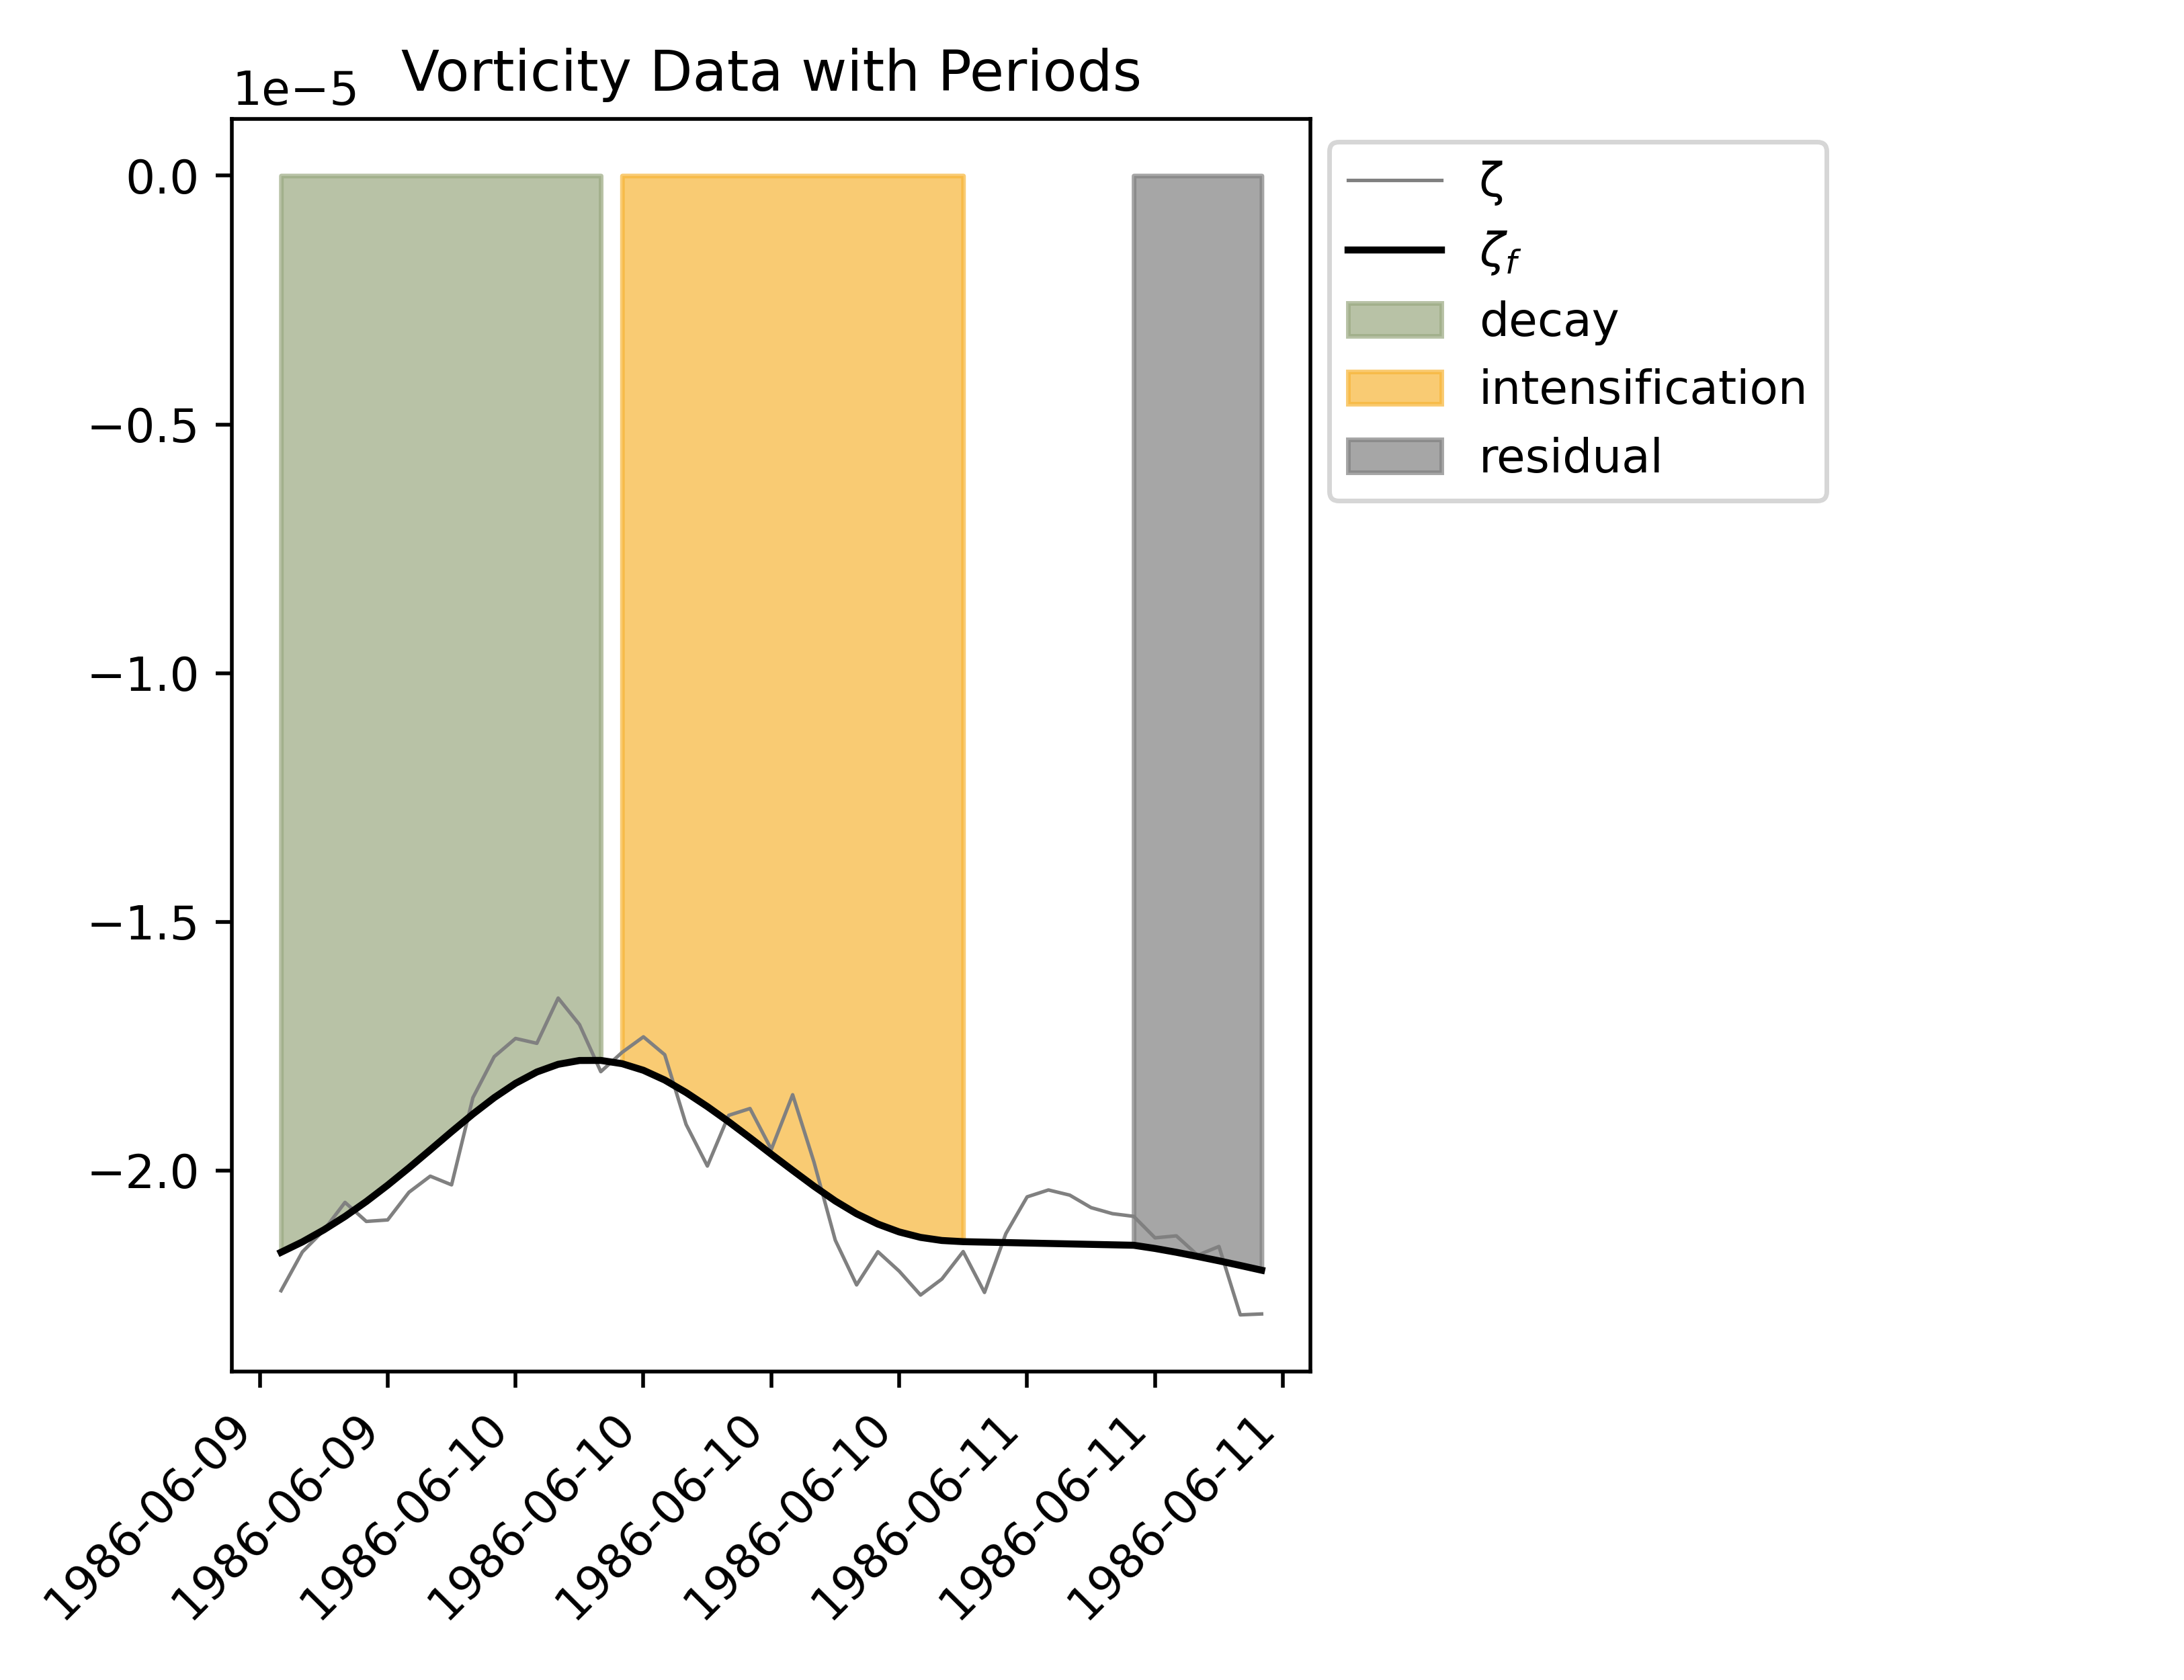 Vorticity Data with Periods
1e−5
0.0
−0.5
−1.0
−1.5
−2.0
ζ
ζf
decay
intensification
residual
1986-06-09
1986-06-09
1986-06-10
1986-06-10
1986-06-10
1986-06-10
1986-06-11
1986-06-11
1986-06-11